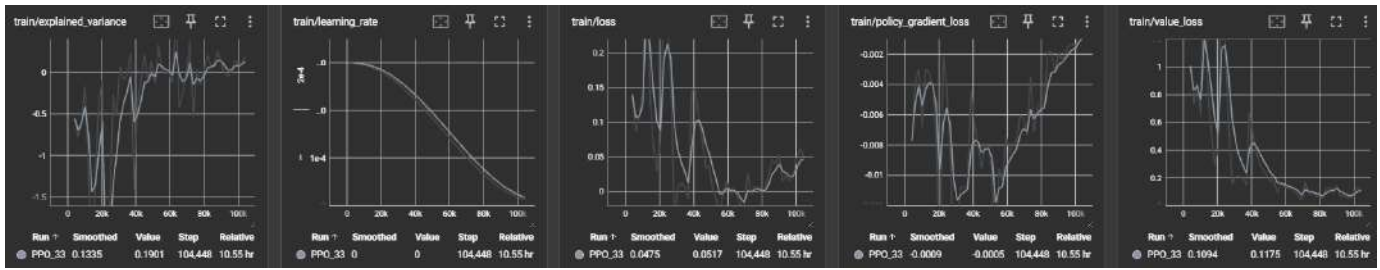 train/explained_variance
0
-0.5
-1
-1.5
0 20k 40k 60k 80k 100k
Run ↑ Smoothed Value Step Relative
PPO_33 0.1335 0.1901 104,448 10.55 hr
train/learning_rate
2e-4
1e-4
0 20k 40k 60k 80k 100k
Run ↑ Smoothed Value Step Relative
PPO_33 0 0 104,448 10.55 hr
train/loss
0.2
0.15
0.1
0.05
0
0 20k 40k 60k 80k 100k
Run ↑ Smoothed Value Step Relative
PPO_33 0.0475 0.0517 104,448 10.55 hr
train/policy_gradient_loss
-0.002
-0.004
-0.006
-0.008
-0.01
0 20k 40k 60k 80k 100k
Run ↑ Smoothed Value Step Relative
PPO_33 -0.0009 -0.0005 104,448 10.55 hr
train/value_loss
1
0.8
0.6
0.4
0.2
0 20k 40k 60k 80k 100k
Run ↑ Smoothed Value Step Relative
PPO_33 0.1094 0.1175 104,448 10.55 hr